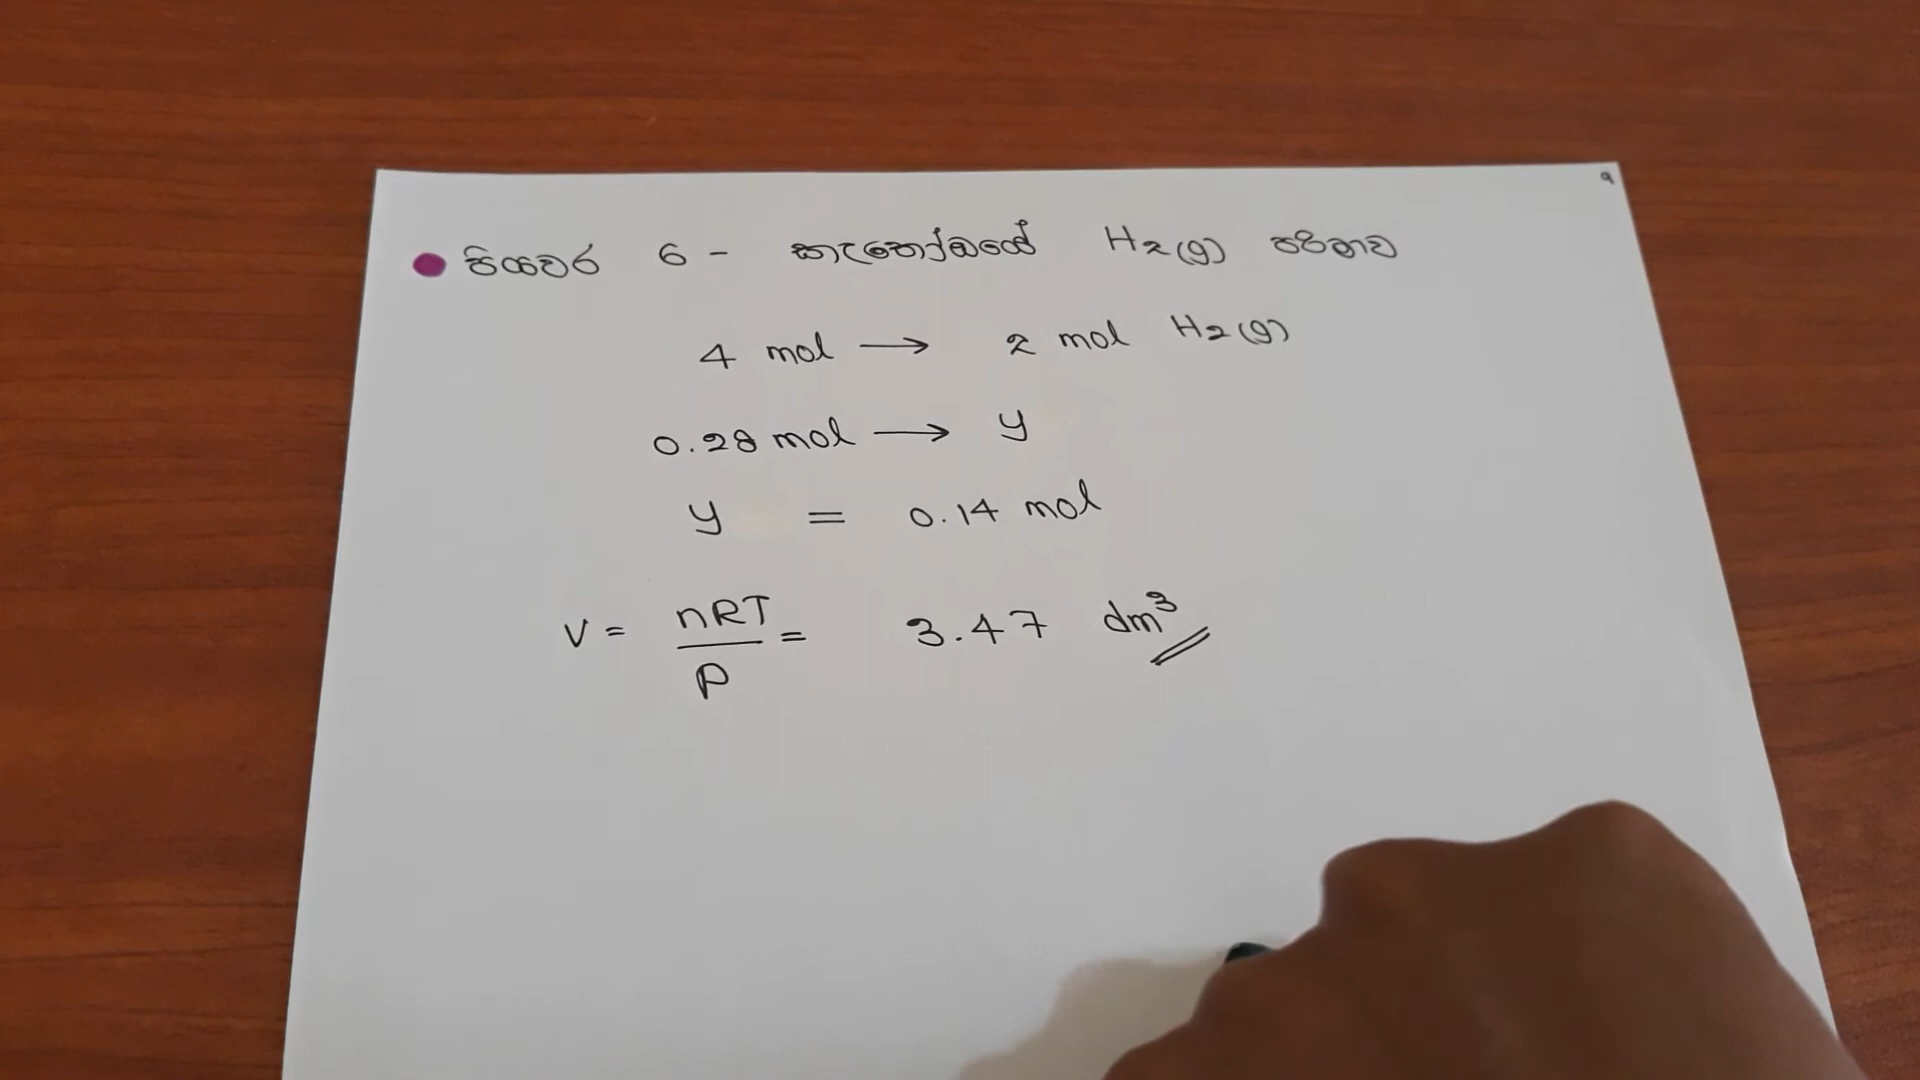 9
පියවර 6 - කැතෝඩයේ H2(g) පරිමාව
4 mol → 2 mol H2(g)
0.28 mol → y
y = 0.14 mol
V = nRT/P = 3.47 dm³